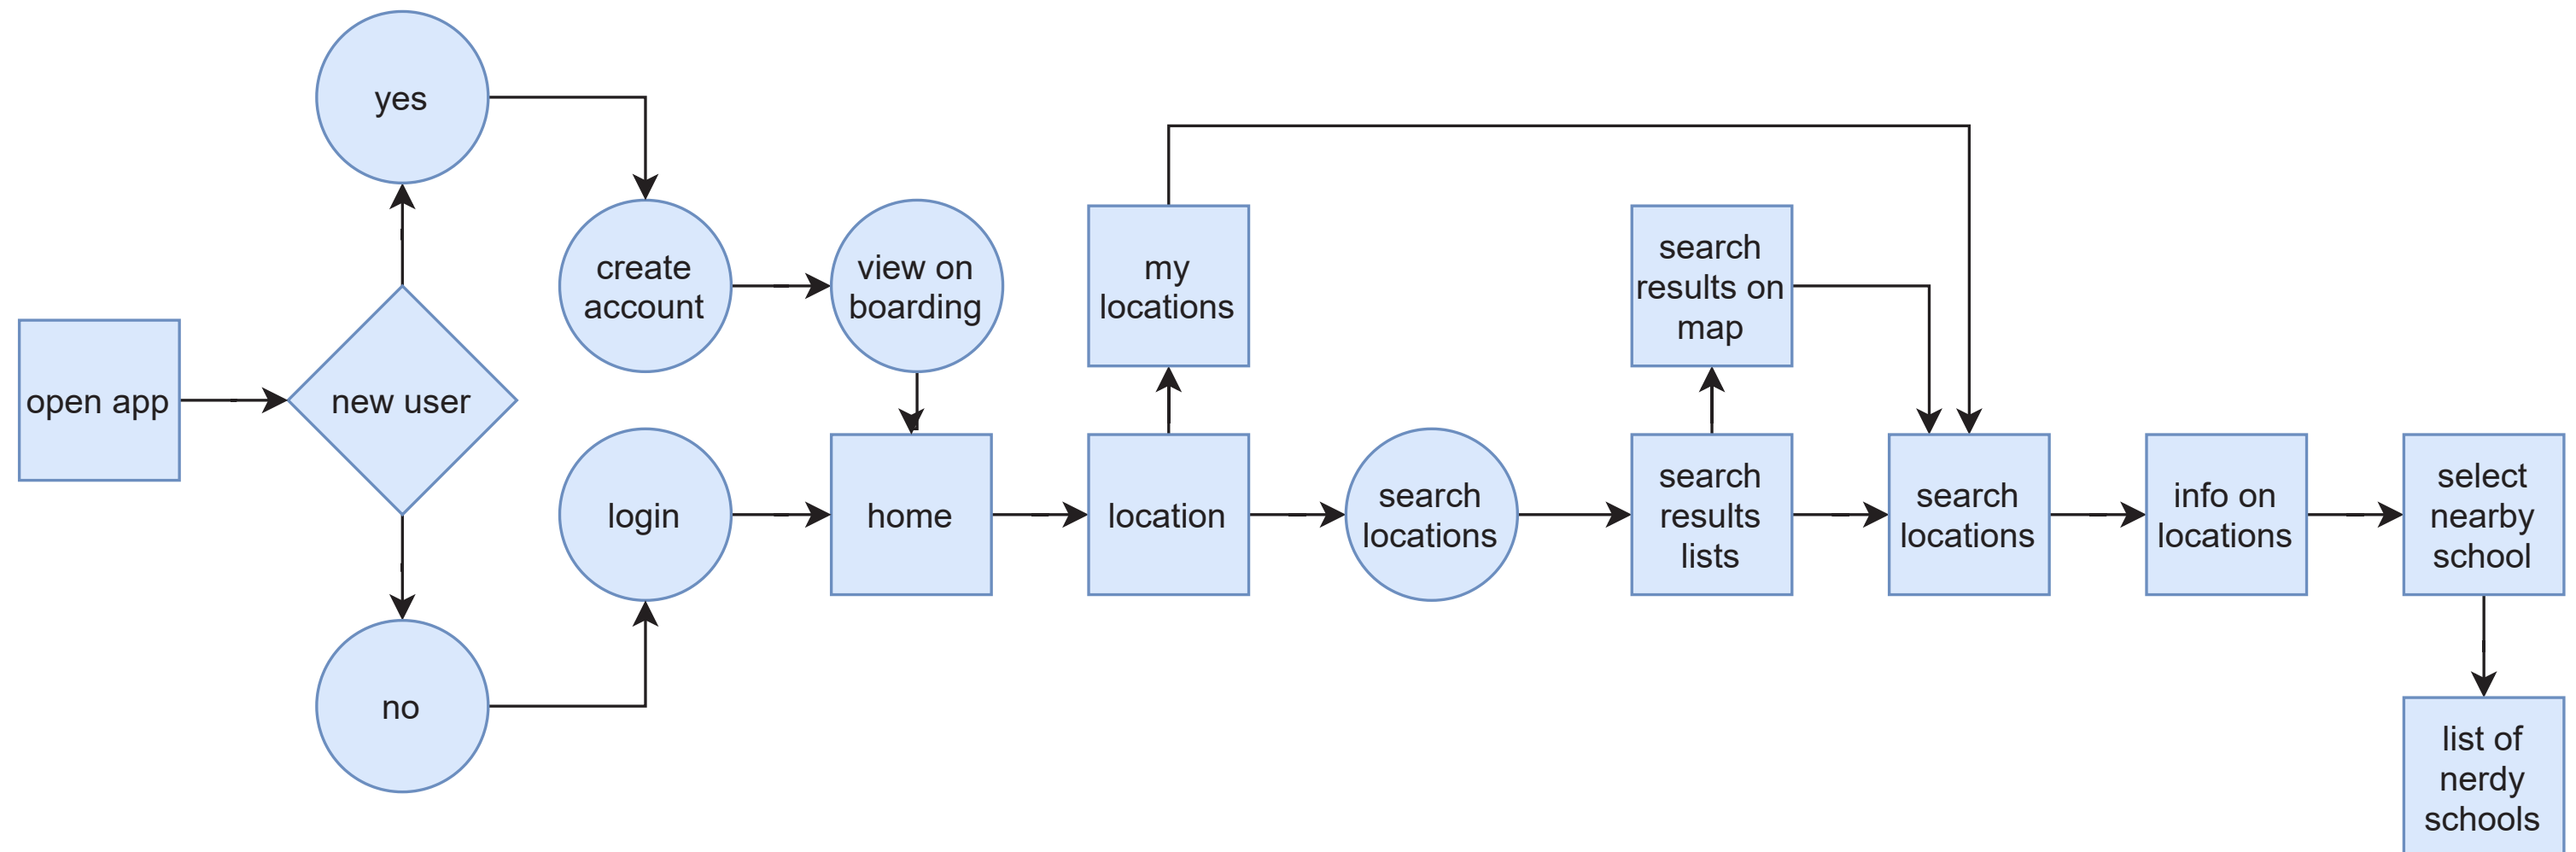 yes
create
account
view on
boarding
my
locations
search
results on
map
open app
new user
login
home
location
search
locations
search
results
lists
search
locations
info on
locations
select
nearby
school
no
list of
nerdy
schools